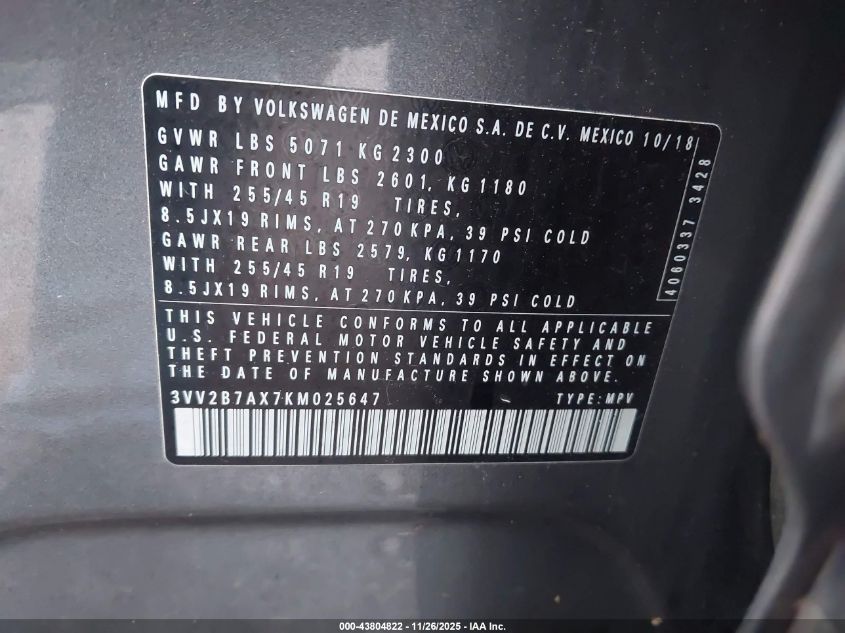 MFD BY VOLKSWAGEN DE MEXICO S.A. DE C.V. MEXICO 10/18
GVWR LBS 5071 KG 2300
GAWR FRONT LBS 2601, KG 1180
WITH 255/45 R19 TIRES,
8.5JX19 RIMS, AT 270 KPA, 39 PSI COLD
GAWR REAR LBS 2579, KG 1170
WITH 255/45 R19 TIRES,
8.5JX19 RIMS, AT 270 KPA, 39 PSI COLD
4060337 3428
THIS VEHICLE CONFORMS TO ALL APPLICABLE
U.S. FEDERAL MOTOR VEHICLE SAFETY AND
THEFT PREVENTION STANDARDS IN EFFECT ON
THE DATE OF MANUFACTURE SHOWN ABOVE.
3VV2B7AX7KM025647 TYPE: MPV
000-43804822 - 11/26/2025 - IAA Inc.